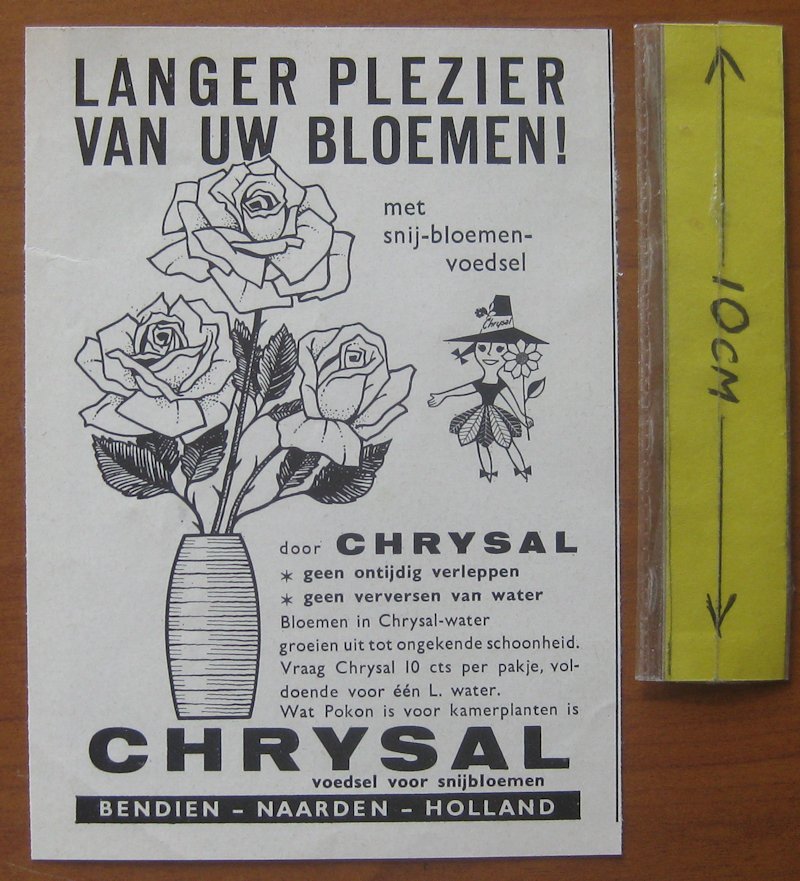 LANGER PLEZIER
VAN UW BLOEMEN!
met
snij-bloemen-
voedsel
Chrysal
door CHRYSAL
* geen ontijdig verleppen
* geen verversen van water
Bloemen in Chrysal-water
groeien uit tot ongekende schoonheid.
Vraag Chrysal 10 cts per pakje, vol-
doende voor één L. water.
Wat Pokon is voor kamerplanten is
CHRYSAL
voedsel voor snijbloemen
BENDIEN – NAARDEN – HOLLAND
10CM